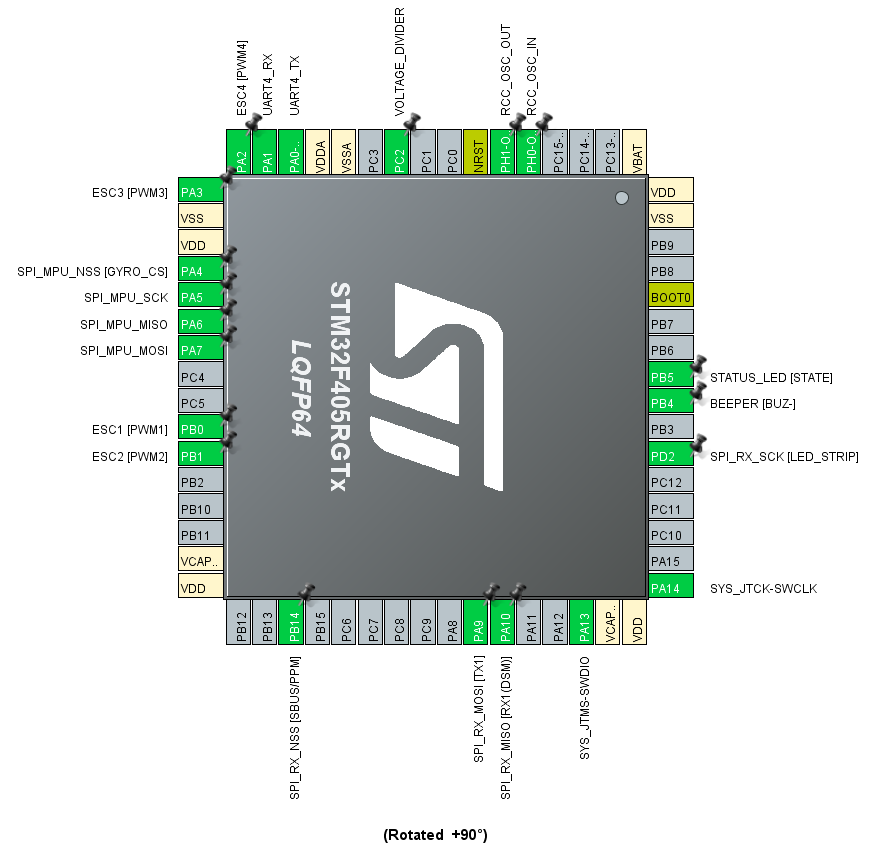 ESC4 [PWM4]
UART4_RX
UART4_TX
VOLTAGE_DIVIDER
RCC_OSC_OUT
RCC_OSC_IN
PA2
PA1
PA0-..
VDDA
VSSA
PC3
PC2
PC1
PC0
NRST
PH1-O..
PH0-O..
PC15-..
PC14-..
PC13-..
VBAT
ESC3 [PWM3]
PA3
VSS
VDD
SPI_MPU_NSS [GYRO_CS]
PA4
SPI_MPU_SCK
PA5
SPI_MPU_MISO
PA6
SPI_MPU_MOSI
PA7
PC4
PC5
ESC1 [PWM1]
PB0
ESC2 [PWM2]
PB1
PB2
PB10
PB11
VCAP..
VDD
STM32F405RGTx
LQFP64
VDD
VSS
PB9
PB8
BOOT0
PB7
PB6
PB5
STATUS_LED [STATE]
PB4
BEEPER [BUZ-]
PB3
PD2
SPI_RX_SCK [LED_STRIP]
PC12
PC11
PC10
PA15
PA14
SYS_JTCK-SWCLK
PB12
PB13
PB14
PB15
PC6
PC7
PC8
PC9
PA8
PA9
PA10
PA11
PA12
PA13
VCAP..
VDD
SPI_RX_NSS [SBUS/PPM]
SPI_RX_MOSI [TX1]
SPI_RX_MISO [RX1(DSM)]
SYS_JTMS-SWDIO
(Rotated +90°)